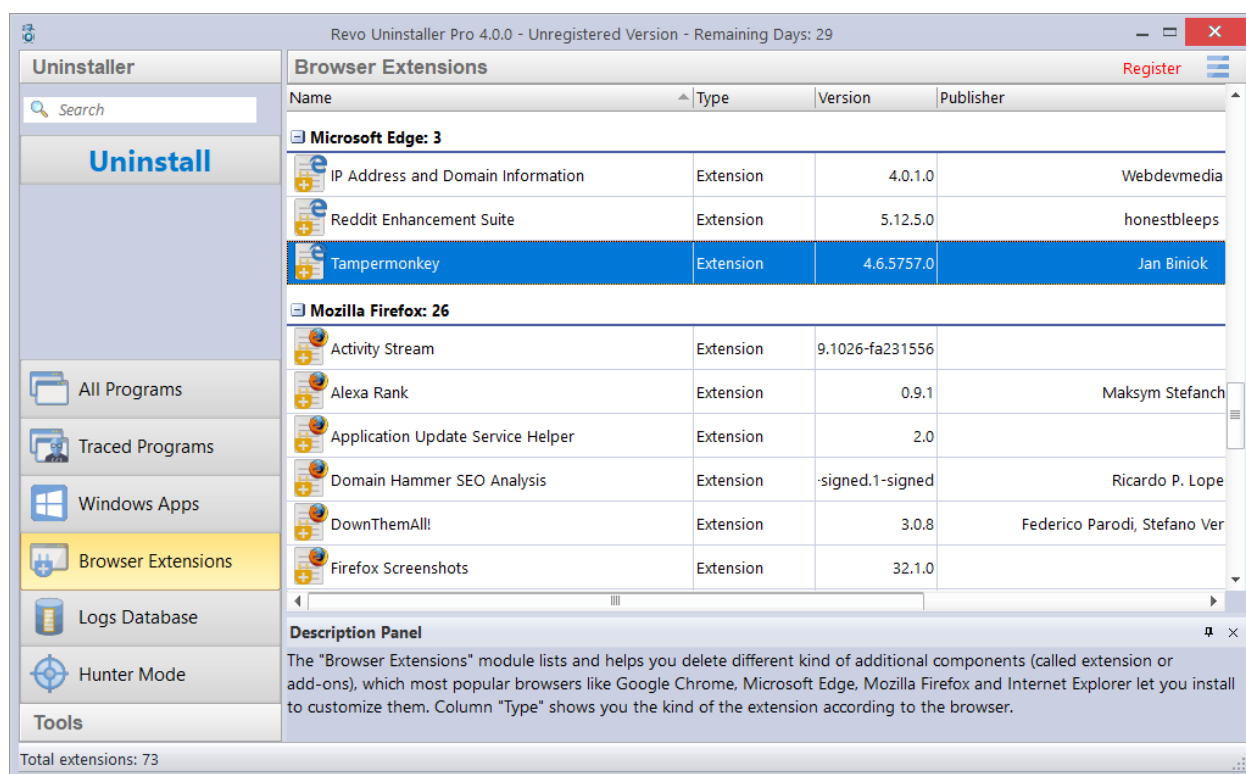 Revo Uninstaller Pro 4.0.0 - Unregistered Version - Remaining Days: 29
Uninstaller
Search
Uninstall
All Programs
Traced Programs
Windows Apps
Browser Extensions
Logs Database
Hunter Mode
Tools
Browser Extensions Register
Name Type Version Publisher
Microsoft Edge: 3
IP Address and Domain Information Extension 4.0.1.0 Webdevmedia
Reddit Enhancement Suite Extension 5.12.5.0 honestbleeps
Tampermonkey Extension 4.6.5757.0 Jan Biniok
Mozilla Firefox: 26
Activity Stream Extension 9.1026-fa231556
Alexa Rank Extension 0.9.1 Maksym Stefanch
Application Update Service Helper Extension 2.0
Domain Hammer SEO Analysis Extension -signed.1-signed Ricardo P. Lope
DownThemAll! Extension 3.0.8 Federico Parodi, Stefano Ver
Firefox Screenshots Extension 32.1.0
Description Panel
The "Browser Extensions" module lists and helps you delete different kind of additional components (called extension or
add-ons), which most popular browsers like Google Chrome, Microsoft Edge, Mozilla Firefox and Internet Explorer let you install
to customize them. Column "Type" shows you the kind of the extension according to the browser.
Total extensions: 73